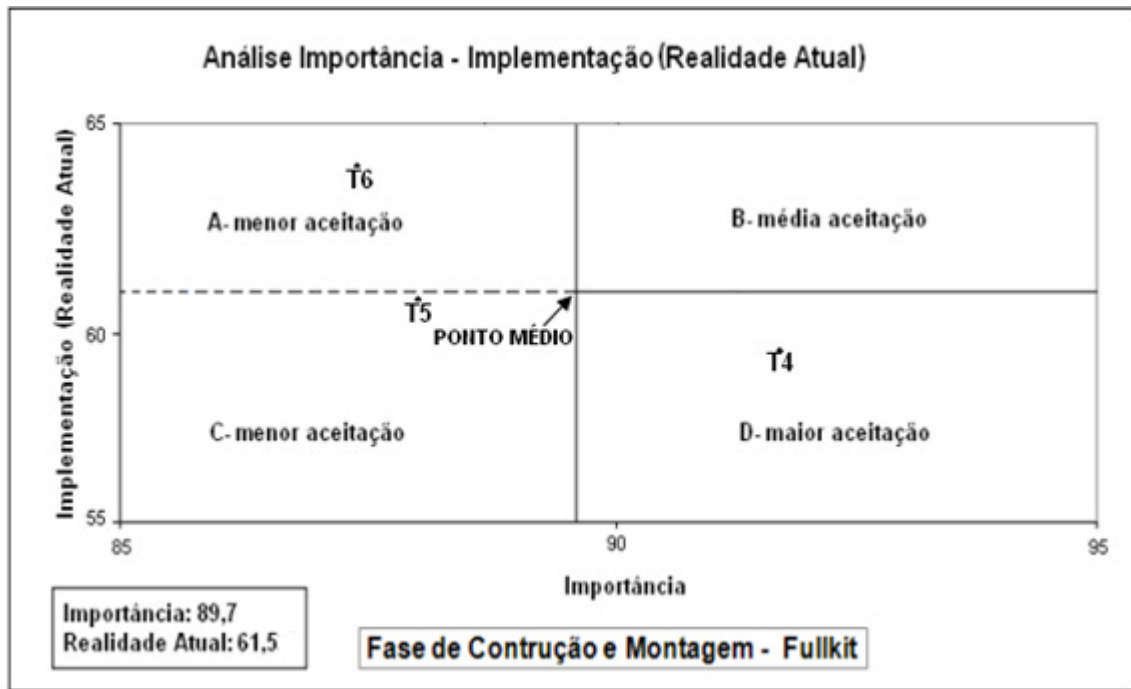 Análise Importância - Implementação (Realidade Atual)
Implementação (Realidade Atual)
65
T6
A- menor aceitação
B- média aceitação
T5
PONTO MÉDIO
60
T4
C- menor aceitação
D- maior aceitação
55
85
90
95
Importância
Importância: 89,7
Realidade Atual: 61,5
Fase de Contrução e Montagem - Fullkit